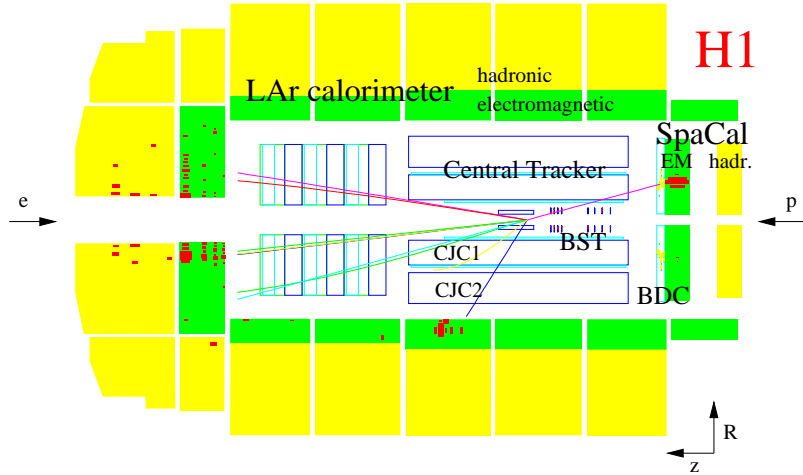 H1
hadronic
LAr calorimeter
electromagnetic
SpaCal
EM hadr.
Central Tracker
e
p
BST
CJC1
CJC2
BDC
R
z